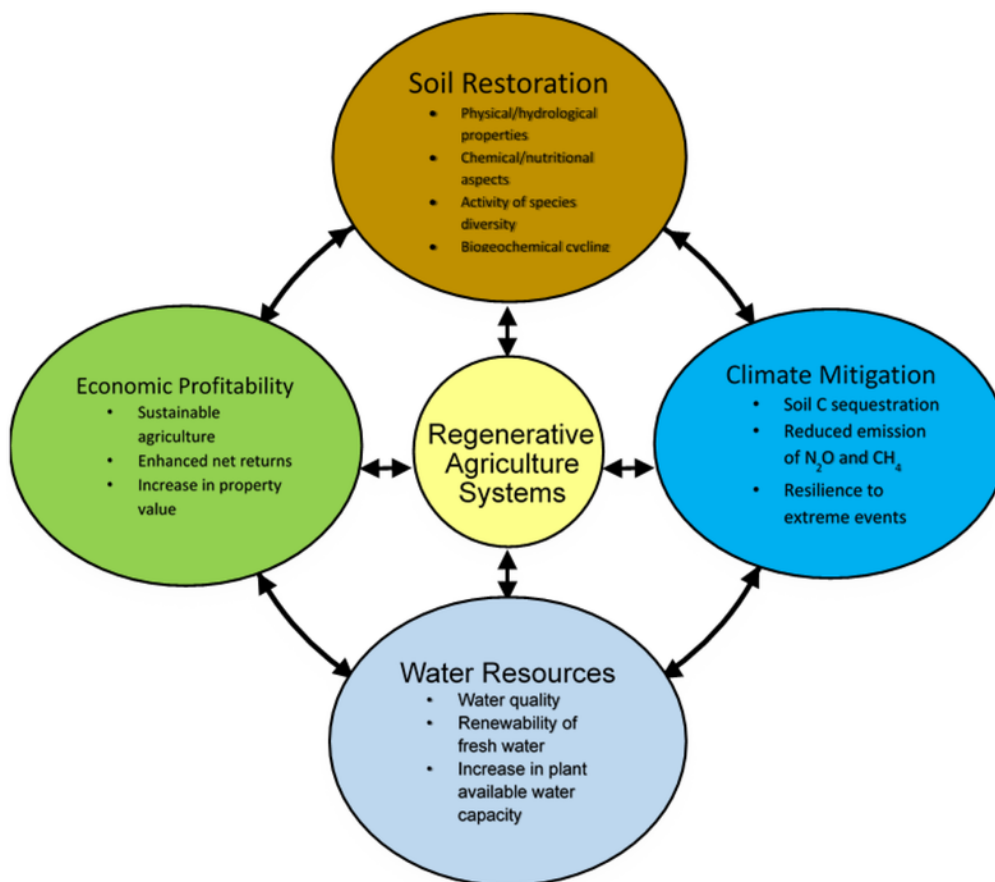 Soil Restoration
• Physical/hydrological
properties
• Chemical/nutritional
aspects
• Activity of species
diversity
• Biogeochemical cycling
Economic Profitability
• Sustainable
agriculture
• Enhanced net returns
• Increase in property
value
Regenerative
Agriculture
Systems
Climate Mitigation
• Soil C sequestration
• Reduced emission
of N₂O and CH₄
• Resilience to
extreme events
Water Resources
• Water quality
• Renewability of
fresh water
• Increase in plant
available water
capacity